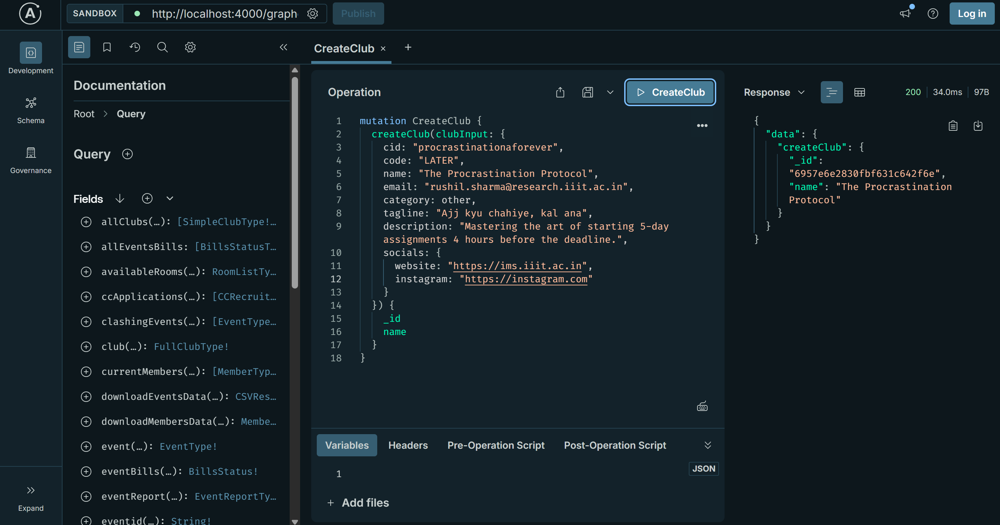 SANDBOX
http://localhost:4000/graph
Publish
Log in
Development
Schema
Governance
Expand
Documentation
Root > Query
Query
Fields
allClubs(…): [SimpleClubType!…
allEventsBills: [BillsStatusT…
availableRooms(…): RoomListTy…
ccApplications(…): [CCRecruit…
clashingEvents(…): [EventType…
club(…): FullClubType!
currentMembers(…): [MemberTyp…
downloadEventsData(…): CSVRes…
downloadMembersData(…): Membe…
event(…): EventType!
eventBills(…): BillsStatus!
eventReport(…): EventReportTy…
eventid(…): String!
CreateClub ×
Operation
CreateClub
1 mutation CreateClub {
2 createClub(clubInput: {
3 cid: "procrastinationaforever",
4 code: "LATER",
5 name: "The Procrastination Protocol",
6 email: "rushil.sharma@research.iiit.ac.in",
7 category: other,
8 tagline: "Ajj kyu chahiye, kal ana",
9 description: "Mastering the art of starting 5-day
assignments 4 hours before the deadline.",
10 socials: {
11 website: "https://ims.iiit.ac.in",
12 instagram: "https://instagram.com"
13 }
14 }) {
15 _id
16 name
17 }
18 }
Variables Headers Pre-Operation Script Post-Operation Script
1
JSON
+ Add files
Response
200 34.0ms 97B
{
"data": {
"createClub": {
"_id":
"6957e6e2830fbf631c642f6e",
"name": "The Procrastination
Protocol"
}
}
}